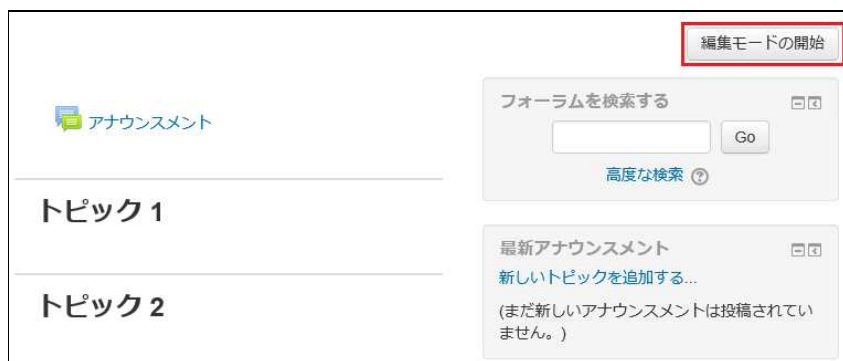 編集モードの開始
アナウンスメント
トピック 1
トピック 2
フォーラムを検索する
Go
高度な検索 ?
最新アナウンスメント
新しいトピックを追加する...
(まだ新しいアナウンスメントは投稿されてい
ません。)